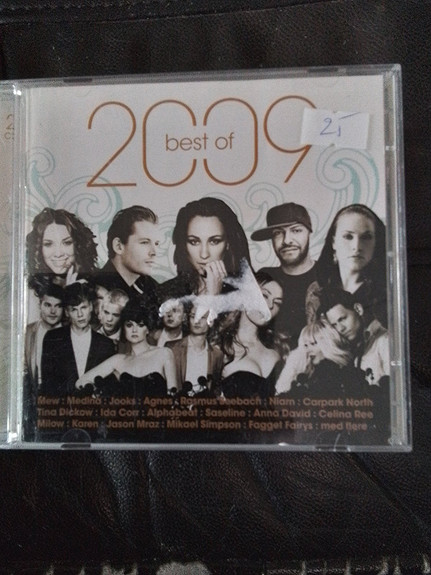 2009
best of
2,-
Mew : Medina : Jooks : Agnes : Rasmus Seebach : Niarn : Carpark North
Tina Dickow : Ida Corr : Alphabeat : Saseline : Anna David : Celina Ree
Milow : Karen : Jason Mraz : Mikael Simpson : Fagget Fairys : med flere